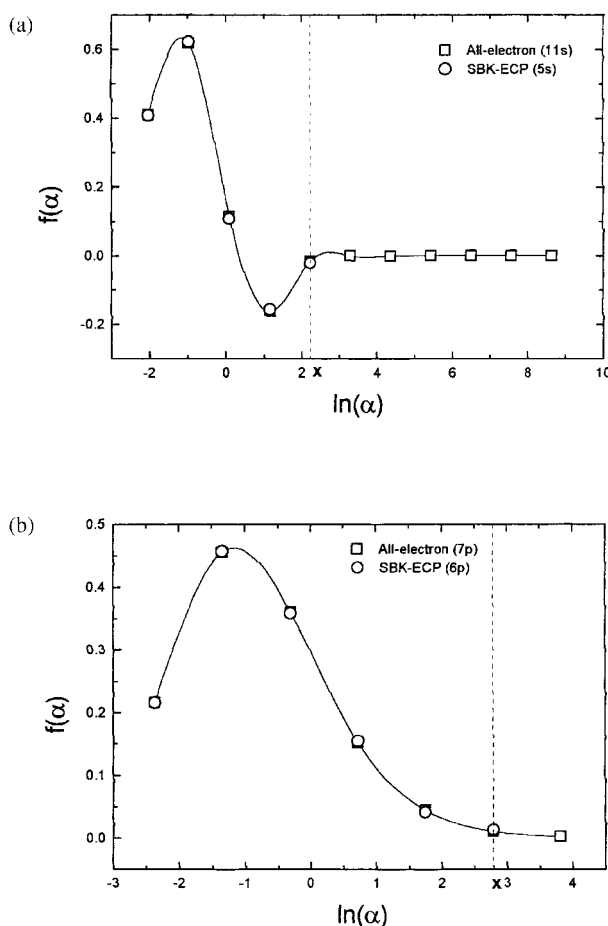 (a)
0.6
0.4
0.2
0.0
-0.2
f(α)
All-electron (11s)
SBK-ECP (5s)
-2 0 2 x 4 6 8 10
ln(α)
(b)
0.5
0.4
0.3
0.2
0.1
0.0
f(α)
All-electron (7p)
SBK-ECP (6p)
-3 -2 -1 0 1 2 x 3 4 5
ln(α)